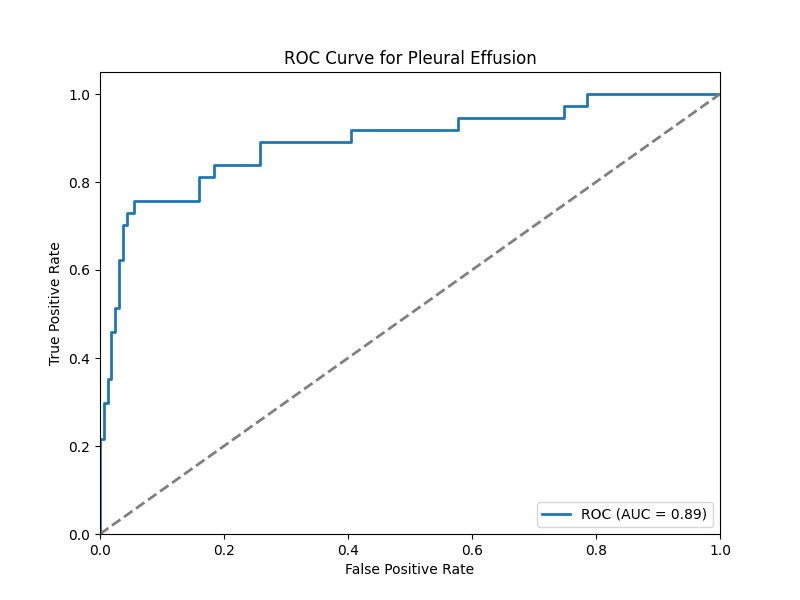 ROC Curve for Pleural Effusion
True Positive Rate
1.0
0.8
0.6
0.4
0.2
0.0
ROC (AUC = 0.89)
0.0 0.2 0.4 0.6 0.8 1.0
False Positive Rate